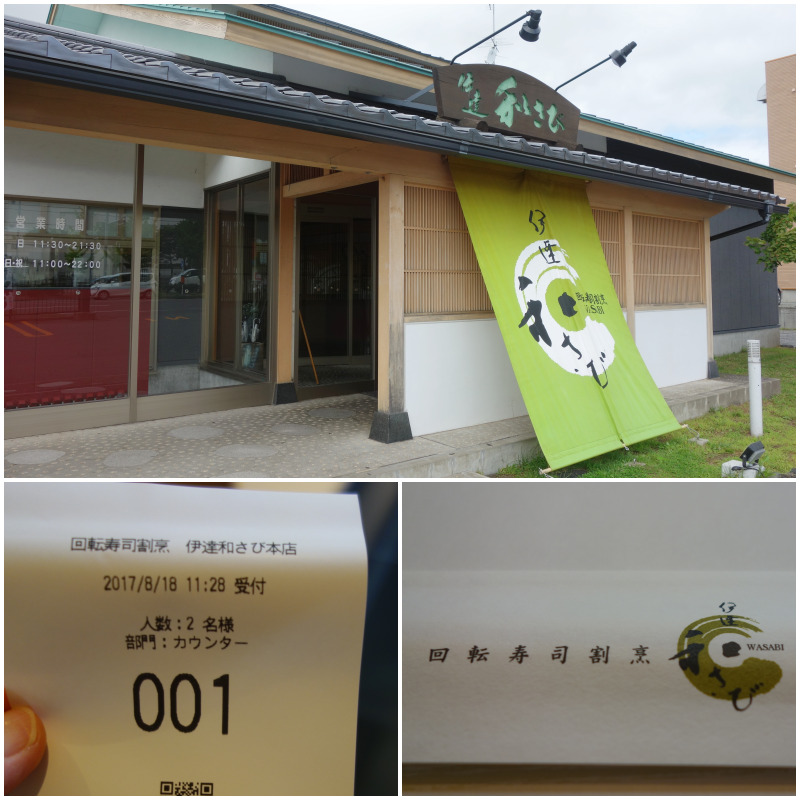 伊達 和さび
営業時間
日 11:30〜21:30
日・祝 11:00〜22:00
伊達
和さび
寿司割烹
回転寿司割烹 伊達和さび本店
2017/8/18 11:28 受付
人数:2 名様
部門:カウンター
001
回転寿司割烹
伊達
和さび
WASABI